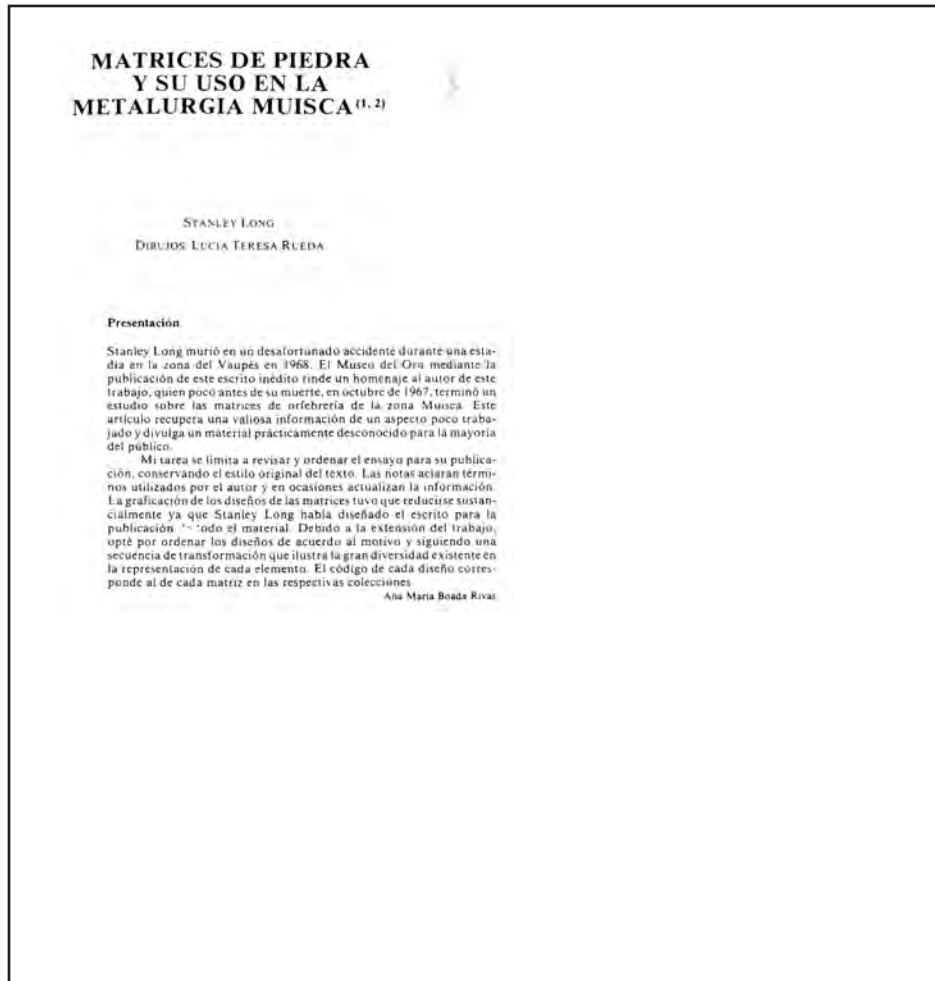 MATRICES DE PIEDRA
Y SU USO EN LA
METALURGIA MUISCA (1, 2)
STANLEY LONG
DIBUJOS: LUCIA TERESA RUEDA
Presentación
Stanley Long murió en un desafortunado accidente durante una esta-
día en la zona del Vaupés en 1968. El Museo del Oro mediante la
publicación de este escrito inédito rinde un homenaje al autor de este
trabajo, quien poco antes de su muerte, en octubre de 1967, terminó un
estudio sobre las matrices de orfebrería de la zona Muisca. Este
artículo recupera una valiosa información de un aspecto poco traba-
jado y divulga un material prácticamente desconocido para la mayoría
del público.
Mi tarea se limita a revisar y ordenar el ensayo para su publica-
ción, conservando el estilo original del texto. Las notas aclaran térmi-
nos utilizados por el autor y en ocasiones actualizan la información.
La graficación de los diseños de las matrices tuvo que reducirse sustan-
cialmente ya que Stanley Long había diseñado el escrito para la
publicación todo el material. Debido a la extensión del trabajo,
opté por ordenar los diseños de acuerdo al motivo y siguiendo una
secuencia de transformación que ilustra la gran diversidad existente en
la representación de cada elemento. El código de cada diseño corres-
ponde al de cada matriz en las respectivas colecciones.
Ana María Boada Rivas